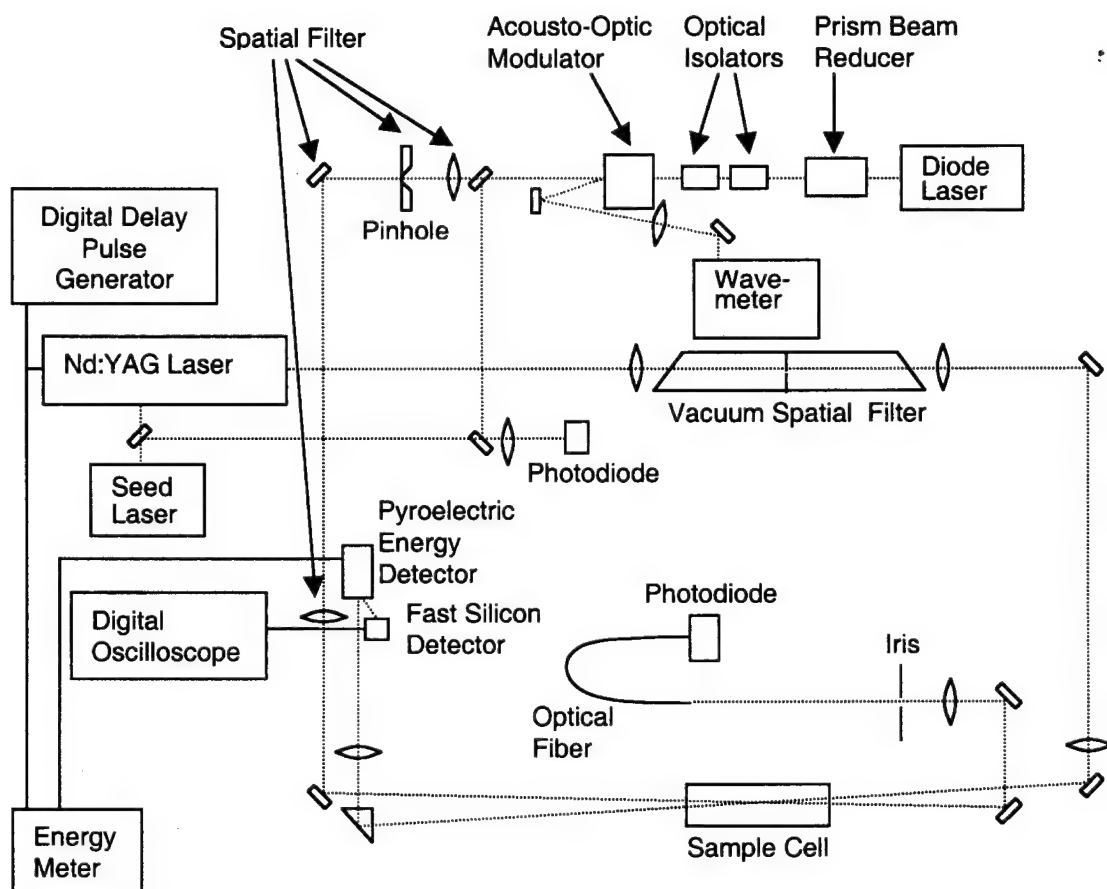 Spatial Filter
Acousto-Optic
Modulator
Optical
Isolators
Prism Beam
Reducer
Diode
Laser
Pinhole
Digital Delay
Pulse
Generator
Wave-
meter
Nd:YAG Laser
Vacuum Spatial Filter
Photodiode
Seed
Laser
Pyroelectric
Energy
Detector
Digital
Oscilloscope
Fast Silicon
Detector
Photodiode
Iris
Optical
Fiber
Sample Cell
Energy
Meter